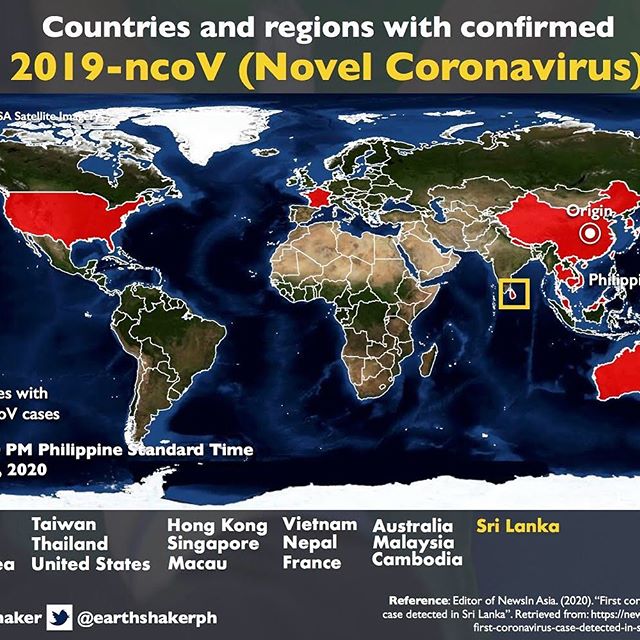 Countries and regions with confirmed
2019-ncoV (Novel Coronavirus)
SA Satellite Imagery
Origin
Philippi
es with
oV cases
PM Philippine Standard Time
, 2020
Taiwan
Hong Kong
Vietnam
Australia
Sri Lanka
Thailand
Singapore
Nepal
Malaysia
ea
United States
Macau
France
Cambodia
Reference: Editor of NewsIn Asia. (2020). "First cor
case detected in Sri Lanka". Retrieved from: https://new
first-coronavirus-case-detected-in-s
naker @earthshakerph